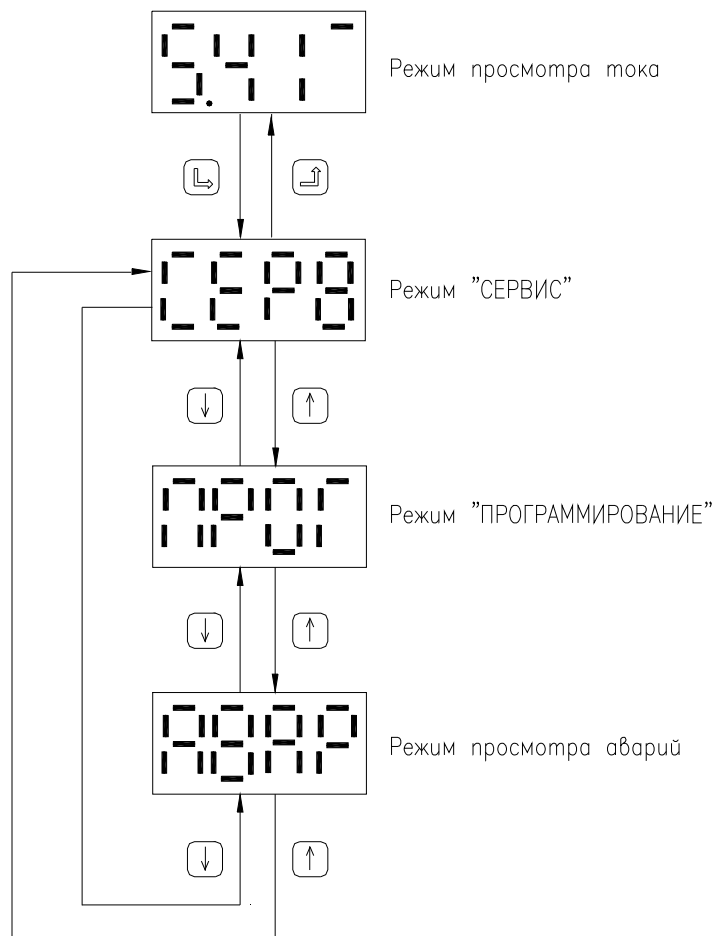 5.41¯
Режим просмотра тока
СЕРВ
Режим "СЕРВИС"
ПРОГ
Режим "ПРОГРАММИРОВАНИЕ"
АВАР
Режим просмотра аварий